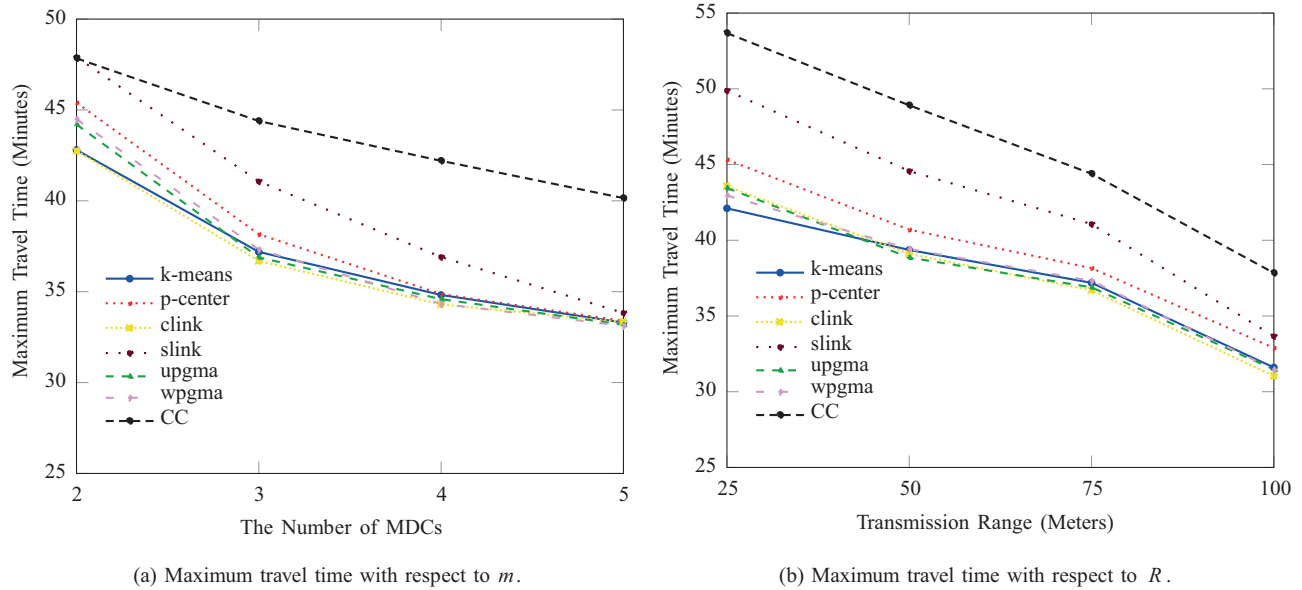 50
45
40
35
30
25
2
3
4
5
Maximum Travel Time (Minutes)
The Number of MDCs
k-means
p-center
clink
slink
upgma
wpgma
CC
(a) Maximum travel time with respect to m.
55
50
45
40
35
30
25
25
50
75
100
Maximum Travel Time (Minutes)
Transmission Range (Meters)
k-means
p-center
clink
slink
upgma
wpgma
CC
(b) Maximum travel time with respect to R.